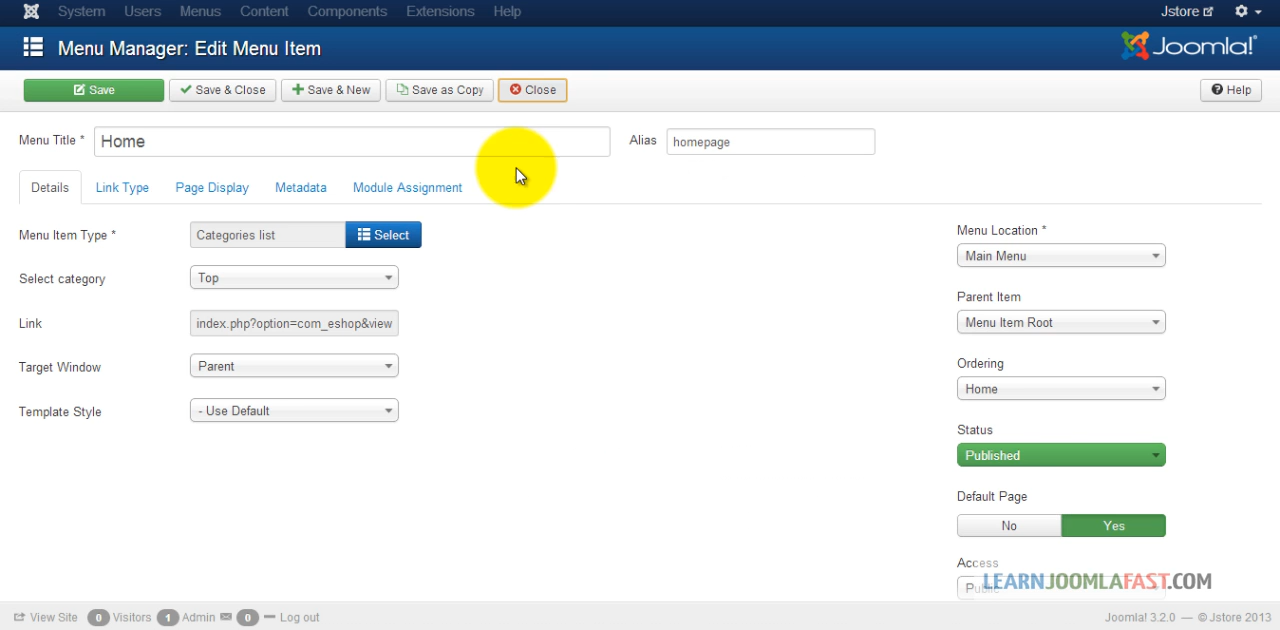 System Users Menus Content Components Extensions Help Jstore
Menu Manager: Edit Menu Item Joomla!®
Save Save & Close Save & New Save as Copy Close Help
Menu Title * Home Alias homepage
Details Link Type Page Display Metadata Module Assignment
Menu Item Type * Categories list Select
Select category Top
Link index.php?option=com_eshop&view
Target Window Parent
Template Style - Use Default
Menu Location *
Main Menu
Parent Item
Menu Item Root
Ordering
Home
Status
Published
Default Page
No Yes
Access
Public
LEARNJOOMLAFAST.COM
View Site 0 Visitors 1 Admin 0 Log out Joomla! 3.2.0 — © Jstore 2013